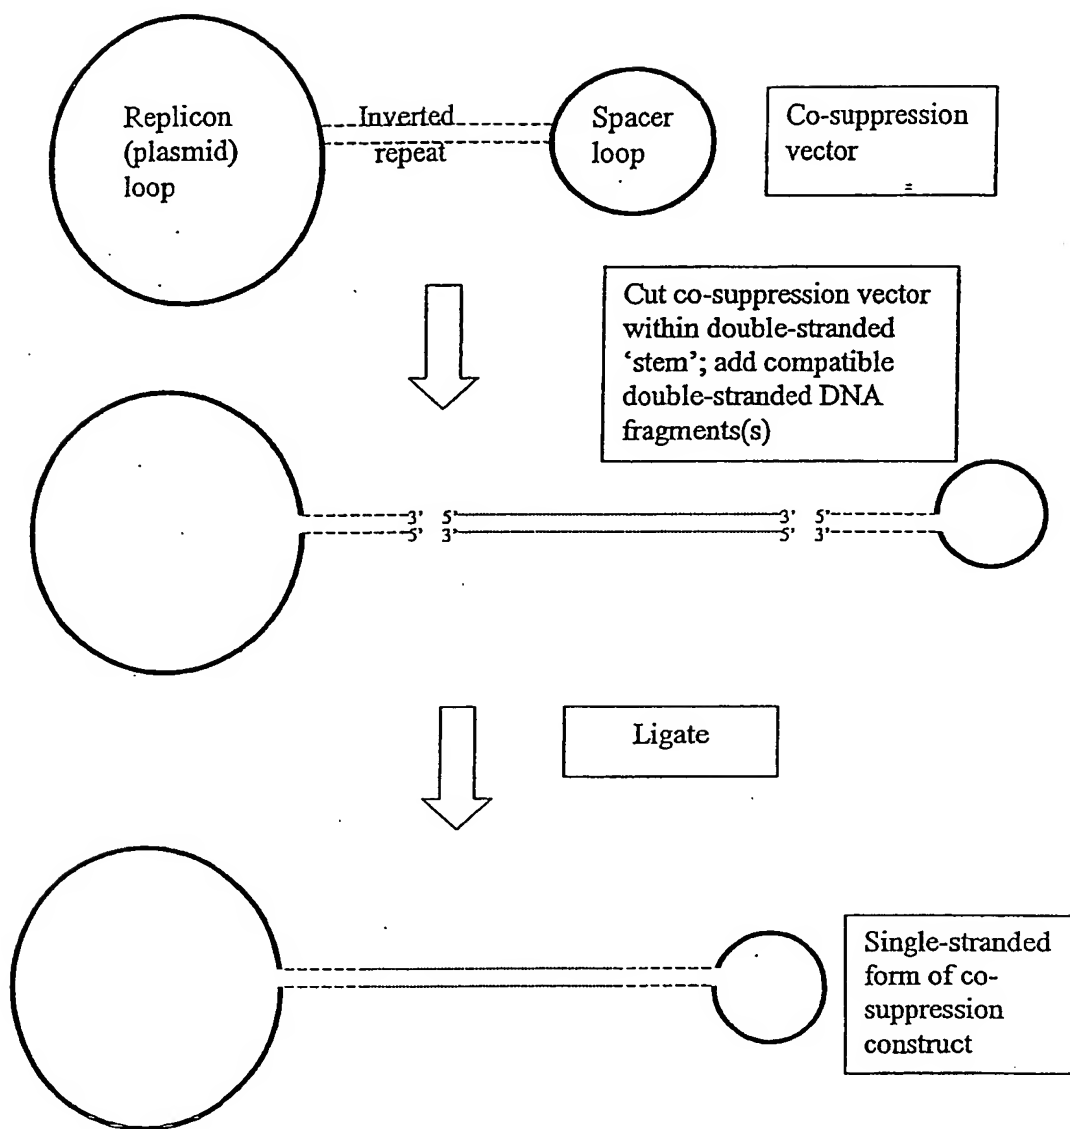 Replicon
(plasmid)
loop
Inverted
repeat
Spacer
loop
Co-suppression
vector
Cut co-suppression vector
within double-stranded
‘stem’; add compatible
double-stranded DNA
fragments(s)
3’ 5’ 3’ 5’
5’ 3’ 5’ 3’
Ligate
Single-stranded
form of co-
suppression
construct